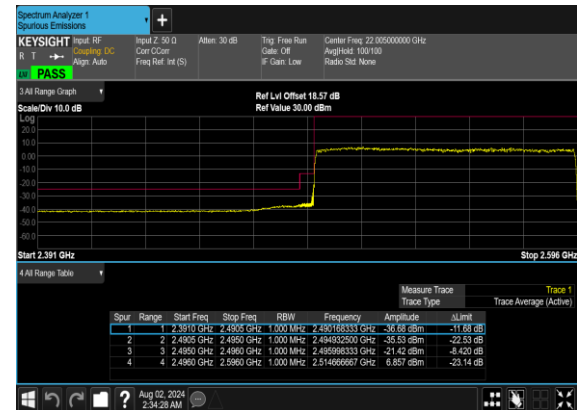 Spectrum Analyzer 1
Spurious Emissions
KEYSIGHT Input: RF Input Z: 50 Ω Atten: 30 dB Trig: Free Run Center Freq: 22.005000000 GHz
R T Coupling: DC Corr CCorr Gate: Off Avg|Hold: 100/100
Align: Auto Freq Ref: Int (S) IF Gain: Low Radio Std: None
PASS
3 All Range Graph
Ref Lvl Offset 18.57 dB
Scale/Div 10.0 dB Ref Value 30.00 dBm
Log
20.0
10.0
0.00
-10.0
-20.0
-30.0
-40.0
-50.0
-60.0
Start 2.391 GHz Stop 2.596 GHz
4 All Range Table
Measure Trace Trace 1
Trace Type Trace Average (Active)
Spur Range Start Freq Stop Freq RBW Frequency Amplitude ΔLimit
1 1 2.3910 GHz 2.4905 GHz 1.000 MHz 2.490168333 GHz -36.68 dBm -11.68 dB
2 2 2.4905 GHz 2.4950 GHz 1.000 MHz 2.494932500 GHz -35.53 dBm -22.53 dB
3 3 2.4950 GHz 2.4960 GHz 1.000 MHz 2.495998333 GHz -21.42 dBm -8.420 dB
4 4 2.4960 GHz 2.5960 GHz 1.000 MHz 2.514666667 GHz 6.857 dBm -23.14 dB
Aug 02, 2024
2:34:28 AM